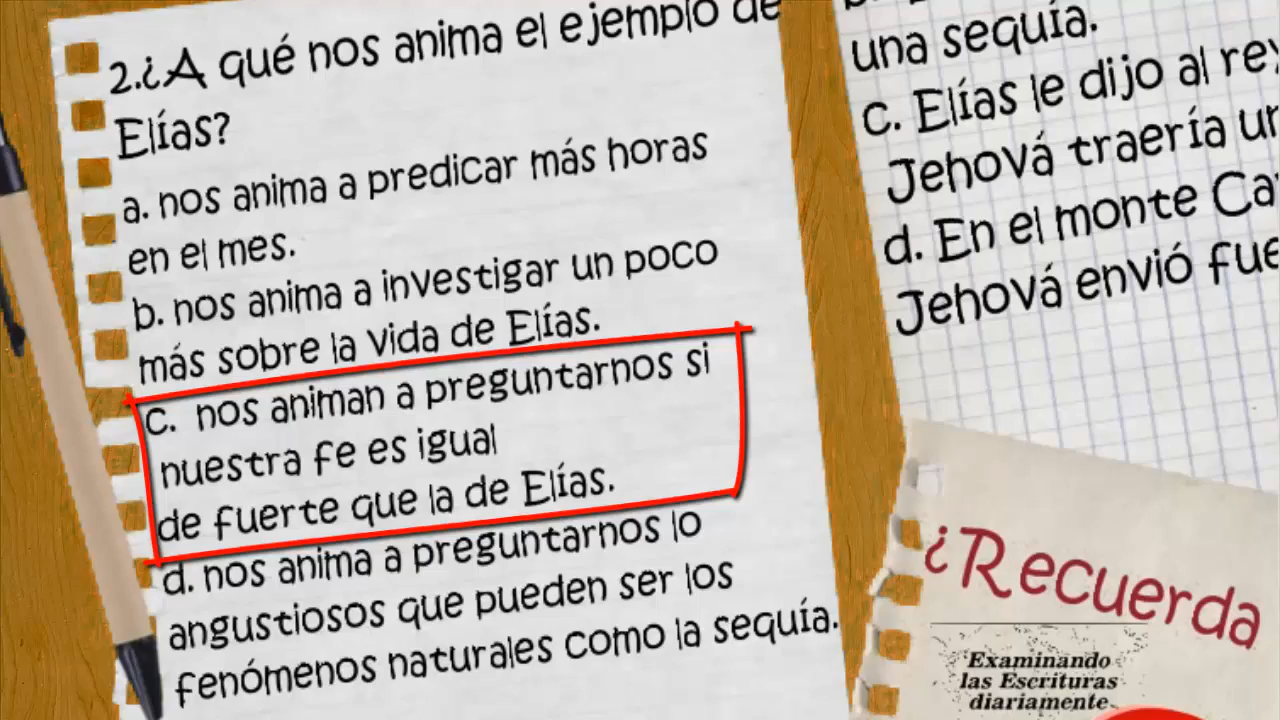 2.¿A qué nos anima el ejemplo de
Elías?
a. nos anima a predicar más horas
en el mes.
b. nos anima a investigar un poco
más sobre la vida de Elías.
c. nos animan a preguntarnos si
nuestra fe es igual
de fuerte que la de Elías.
d. nos anima a preguntarnos lo
angustiosos que pueden ser los
fenómenos naturales como la sequía.
una sequía.
c. Elías le dijo al rey
Jehová traería
d. En el monte
Jehová envió
¿Recuerda
Examinando
las Escrituras
diariamente